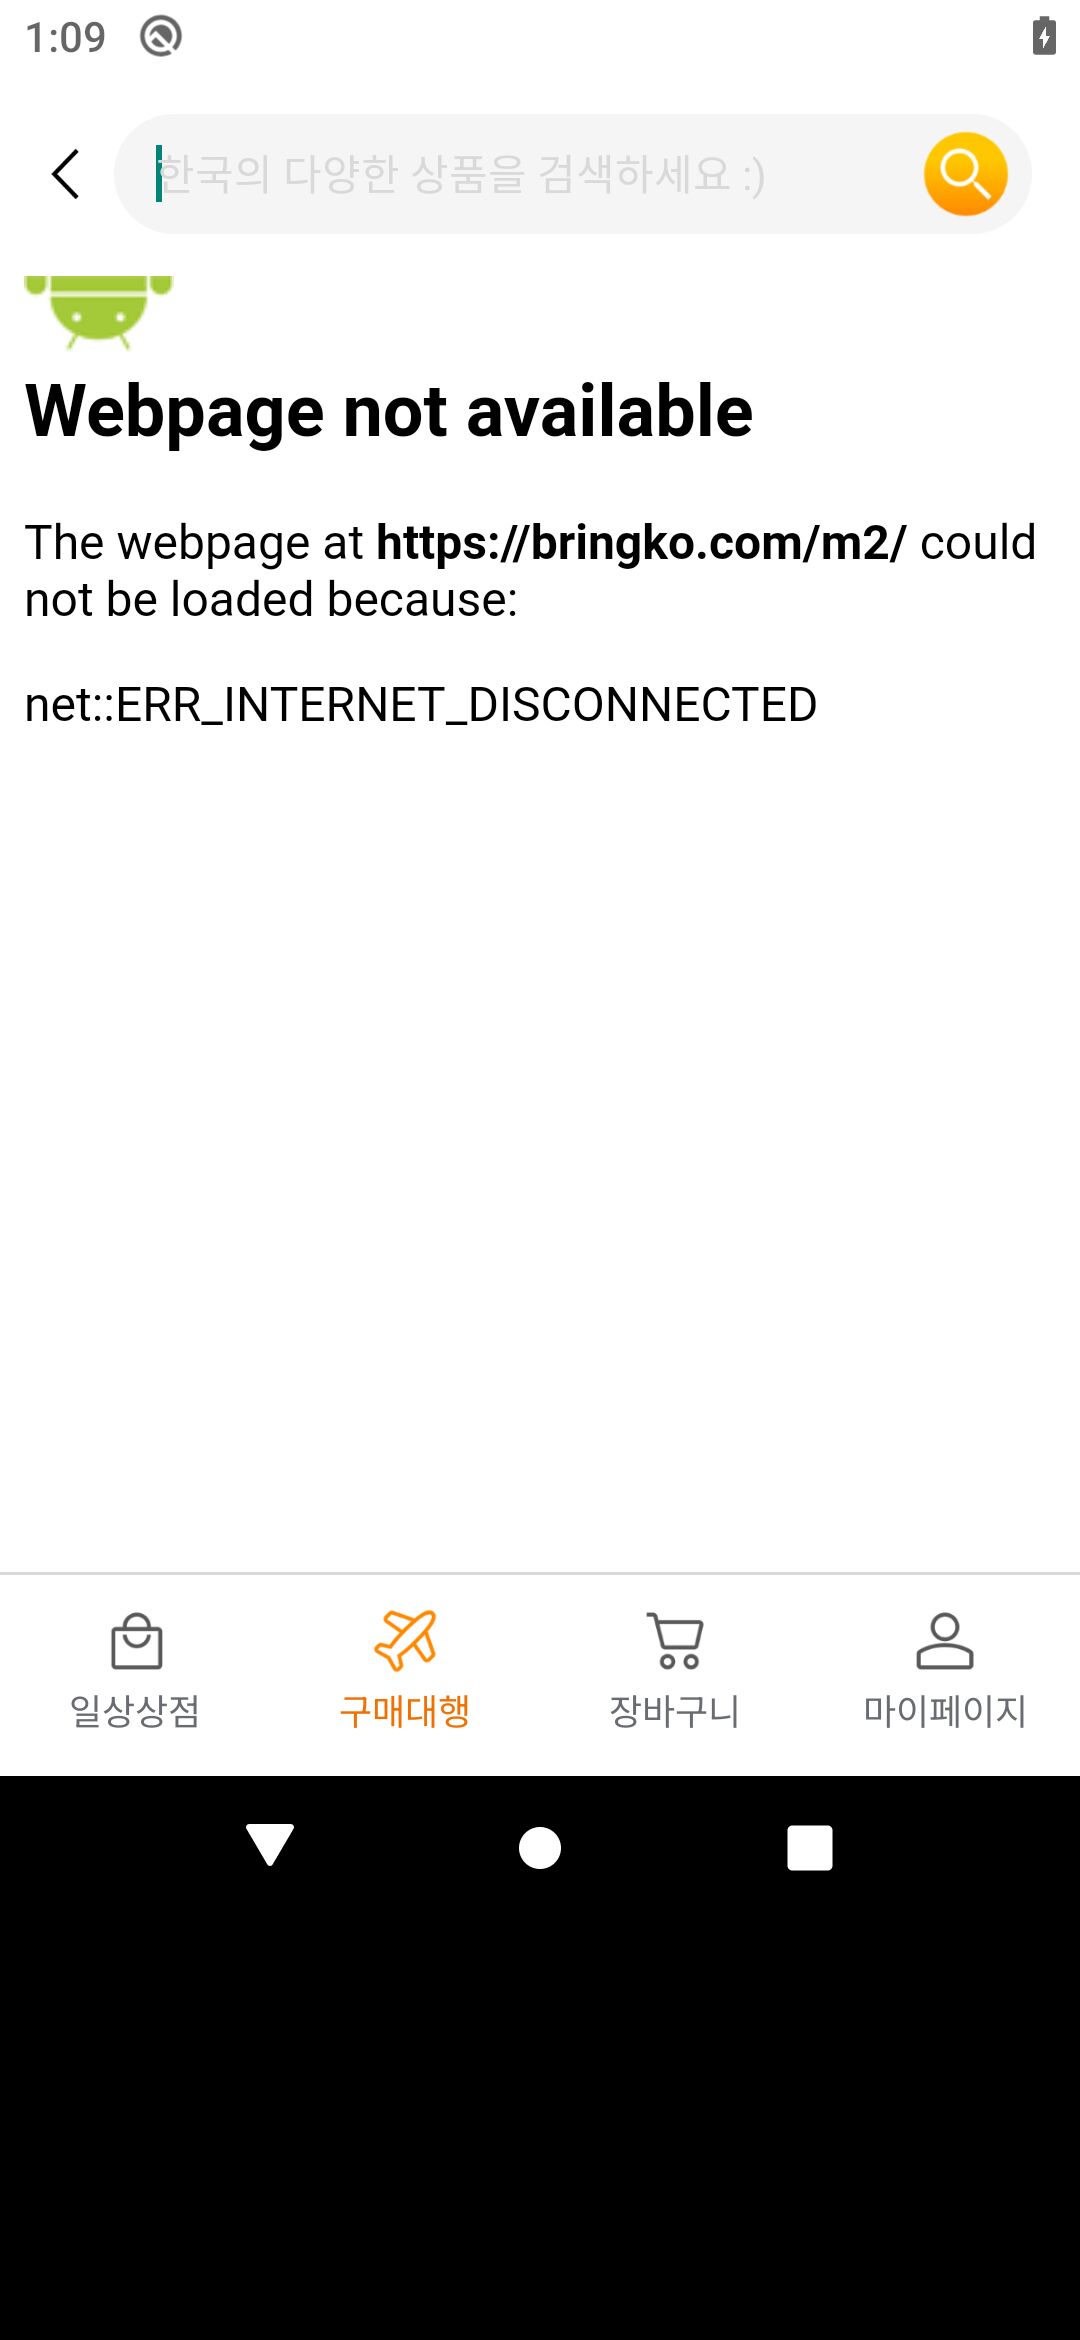 1:09
한국의 다양한 상품을 검색하세요 :)
Webpage not available
The webpage at https://bringko.com/m2/ could
not be loaded because:
net::ERR_INTERNET_DISCONNECTED
일상상점
구매대행
장바구니
마이페이지